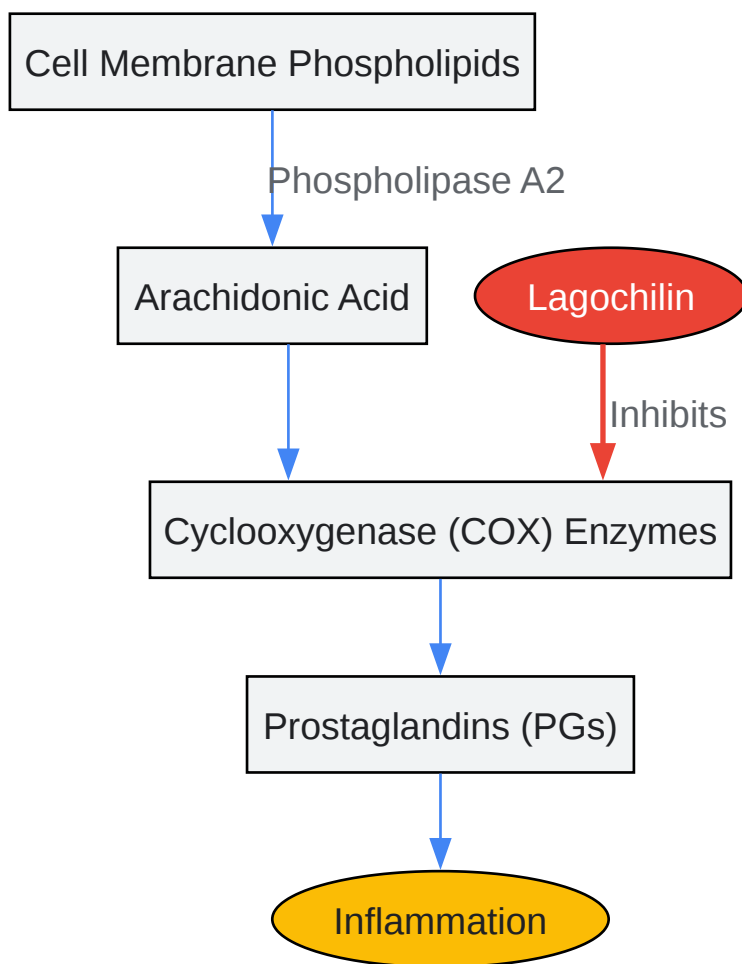 Cell Membrane Phospholipids
Phospholipase A2
Arachidonic Acid
Lagochilin
Inhibits
Cyclooxygenase (COX) Enzymes
Prostaglandins (PGs)
Inflammation